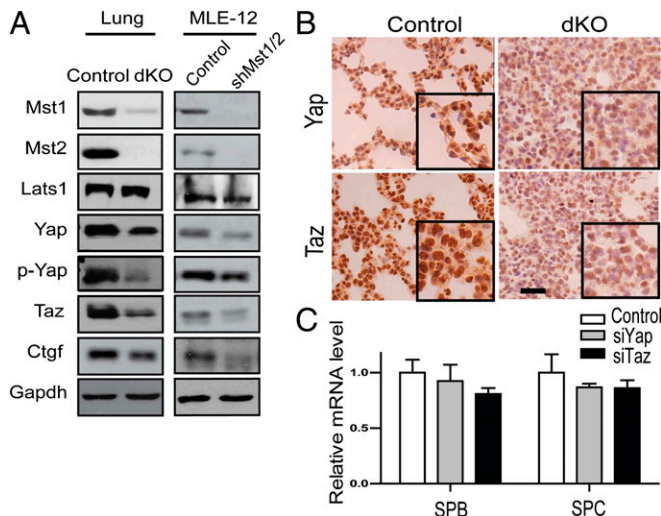 A
Lung
MLE-12
Control dKO
Control
shMst1/2
Mst1
Mst2
Lats1
Yap
p-Yap
Taz
Ctgf
Gapdh
B
Control
dKO
Yap
Taz
C
Control
siYap
siTaz
Relative mRNA level
1.0
0.5
0.0
SPB
SPC